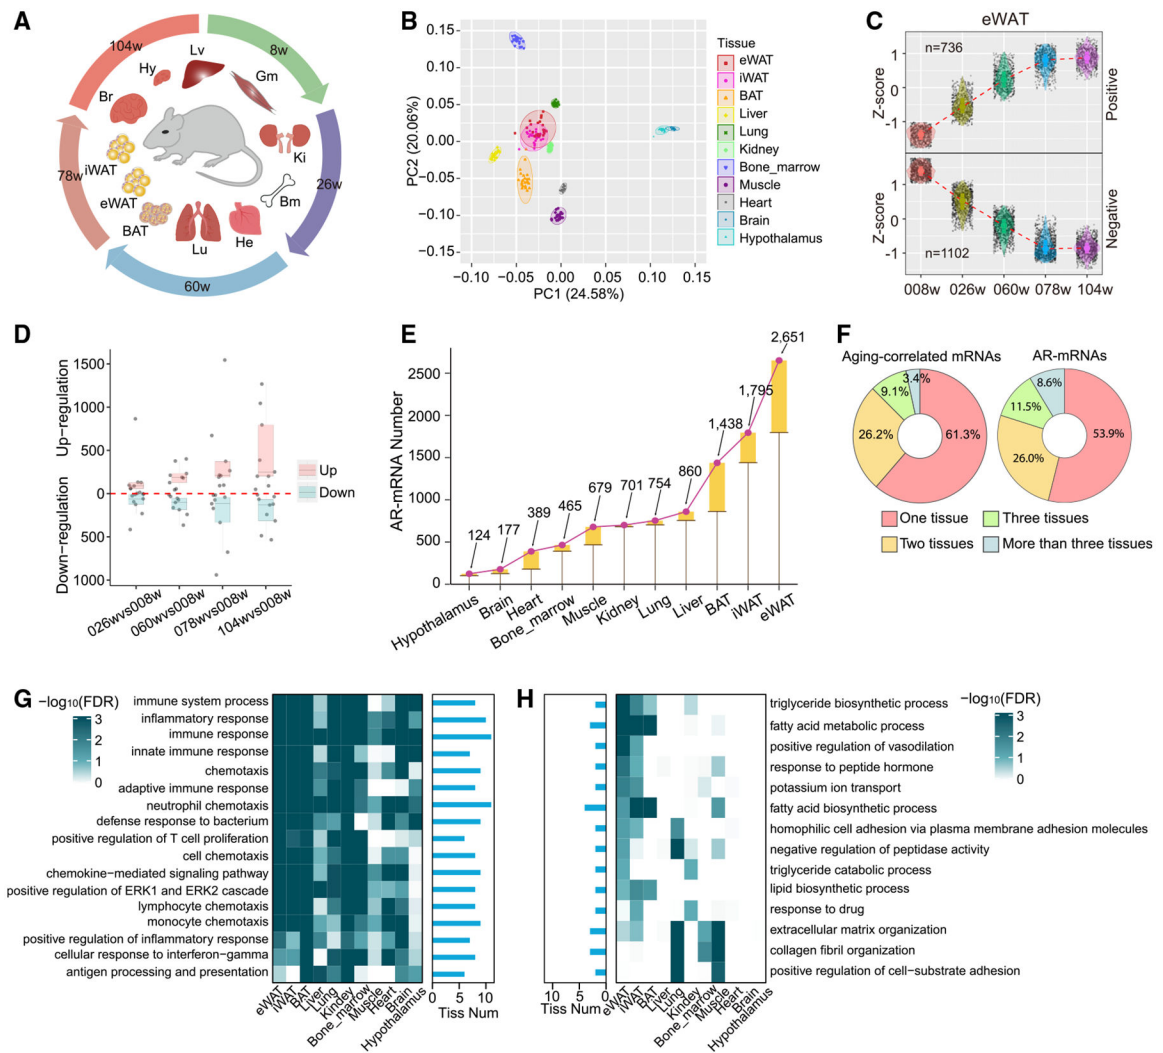 A
104w
8w
Lv
Hy
Gm
Br
Ki
iWAT
78w
26w
eWAT
Bm
BAT
Lu
He
60w
B
0.15
0.10
0.05
0.00
−0.05
−0.10
−0.15
PC2 (20.06%)
−0.10
−0.05
0.00
0.05
0.10
0.15
PC1 (24.58%)
Tissue
eWAT
iWAT
BAT
Liver
Lung
Kidney
Bone_marrow
Muscle
Heart
Brain
Hypothalamus
C
eWAT
n=736
Z-score
1
0
-1
Positive
Z-score
1
0
-1
n=1102
Negative
008w
026w
060w
078w
104w
D
Up-regulation
Down-regulation
1500
1000
500
0
500
1000
Up
Down
026wvs008w
060wvs008w
078wvs008w
104wvs008w
E
AR-mRNA Number
2500
2000
1500
1000
500
0
124
177
389
465
679
701
754
860
1,438
1,795
2,651
Hypothalamus
Brain
Heart
Bone_marrow
Muscle
Kidney
Lung
Liver
BAT
iWAT
eWAT
F
Aging-correlated mRNAs
AR-mRNAs
3.4%
9.1%
26.2%
61.3%
8.6%
11.5%
26.0%
53.9%
One tissue
Three tissues
Two tissues
More than three tissues
G
−log10(FDR)
3
2
1
0
immune system process
inflammatory response
immune response
innate immune response
chemotaxis
adaptive immune response
neutrophil chemotaxis
defense response to bacterium
positive regulation of T cell proliferation
cell chemotaxis
chemokine−mediated signaling pathway
positive regulation of ERK1 and ERK2 cascade
lymphocyte chemotaxis
monocyte chemotaxis
positive regulation of inflammatory response
cellular response to interferon-gamma
antigen processing and presentation
eWAT
iWAT
BAT
Liver
Lung
Kindey
Bone_marrow
Muscle
Heart
Brain
Hypothalamus
0
5
10
Tiss Num
H
−log10(FDR)
3
2
1
0
triglyceride biosynthetic process
fatty acid metabolic process
positive regulation of vasodilation
response to peptide hormone
potassium ion transport
fatty acid biosynthetic process
homophilic cell adhesion via plasma membrane adhesion molecules
negative regulation of peptidase activity
triglyceride catabolic process
lipid biosynthetic process
response to drug
extracellular matrix organization
collagen fibril organization
positive regulation of cell−substrate adhesion
10
5
0
Tiss Num
eWAT
iWAT
BAT
Liver
Lung
Kindey
Bone_marrow
Muscle
Heart
Brain
Hypothalamus